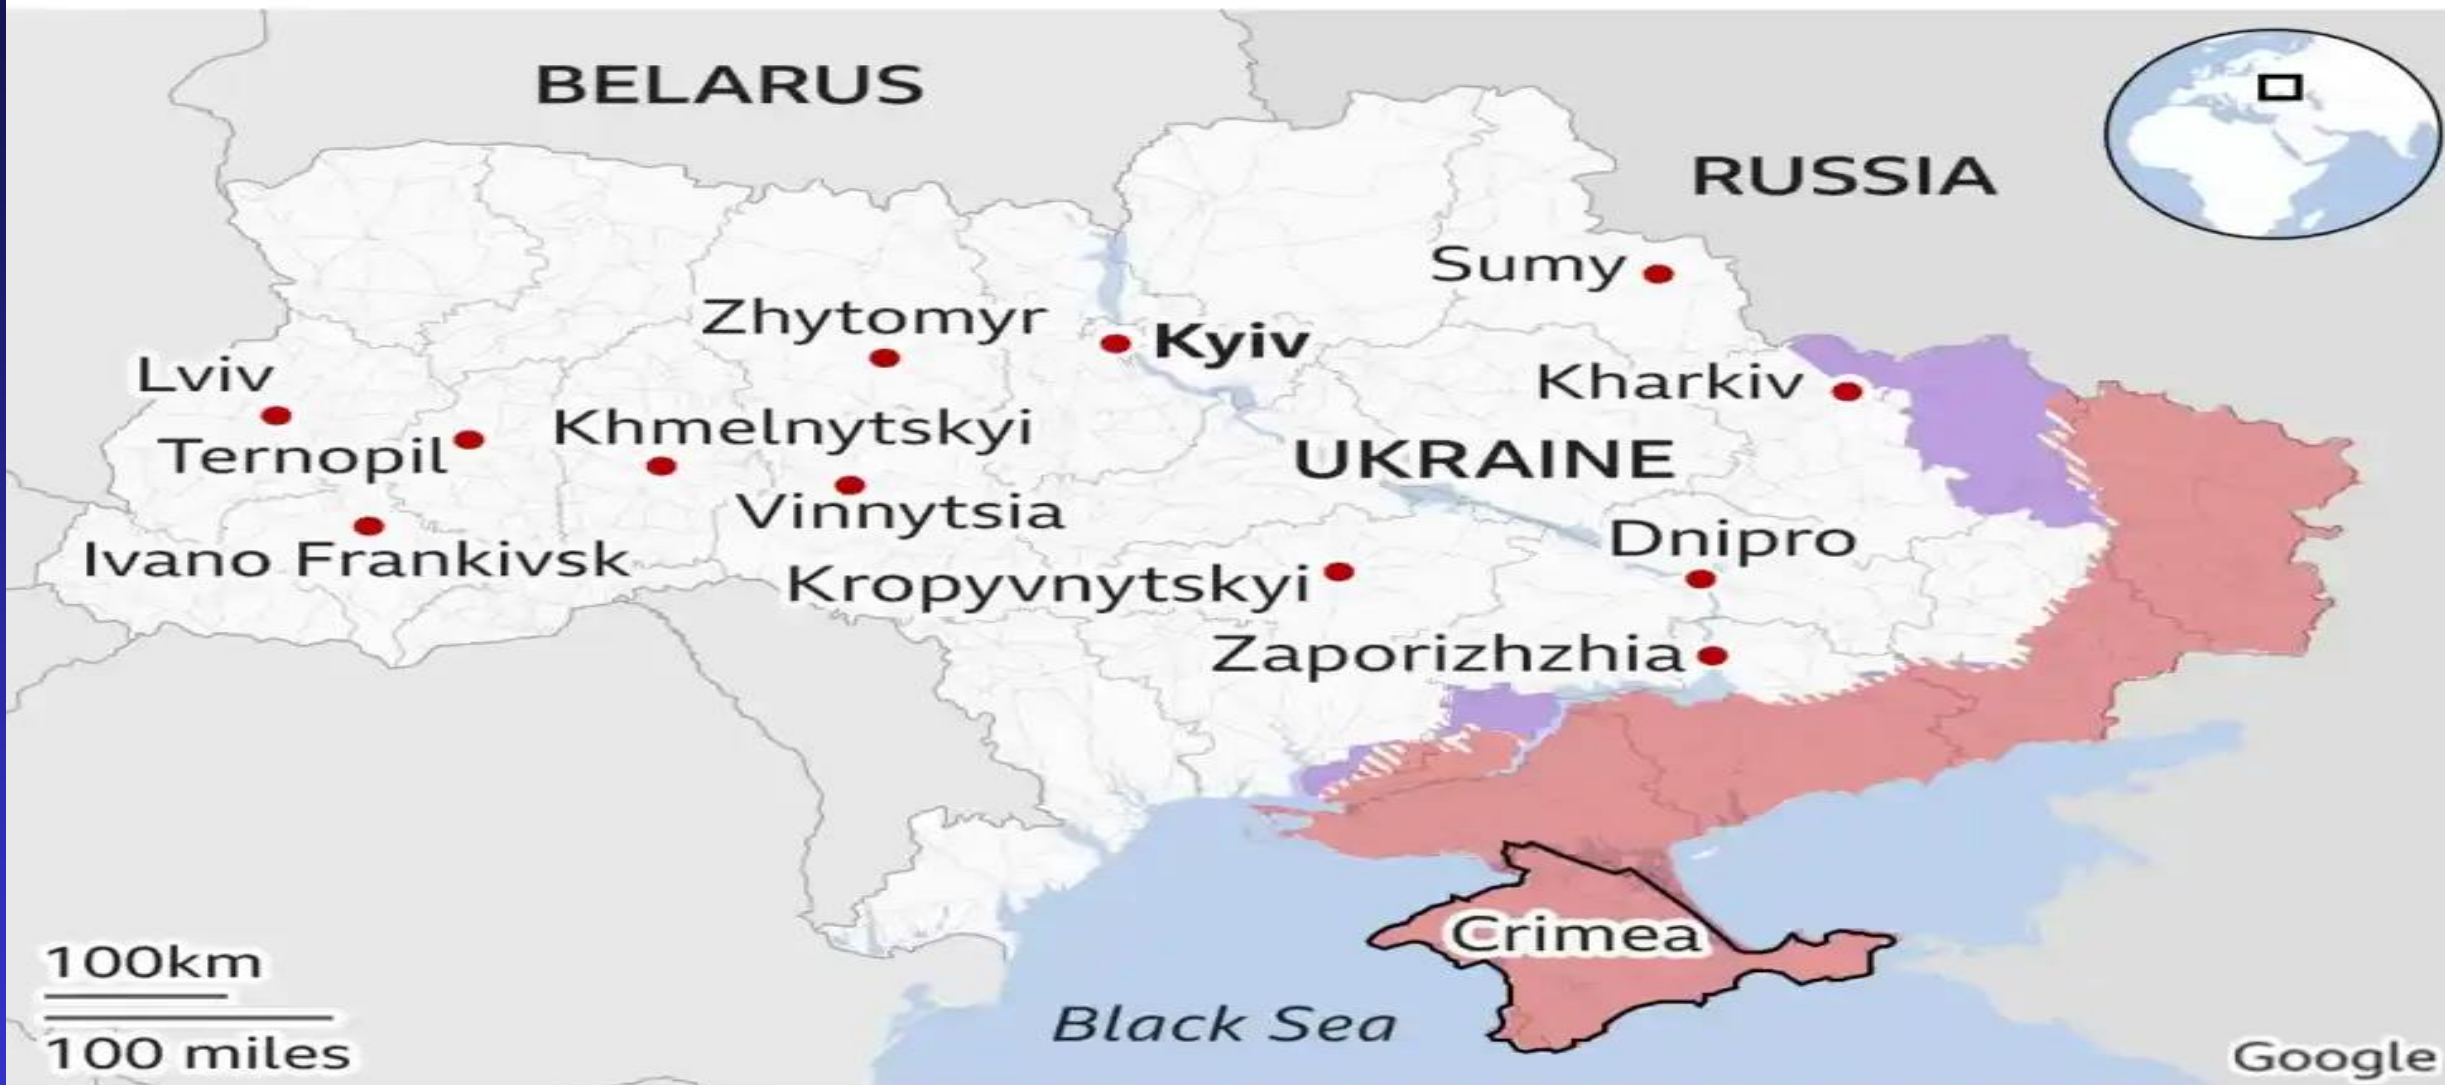 BELARUS
RUSSIA
Sumy
Zhytomyr
Kyiv
Lviv
Kharkiv
Khmelnytskyi
Ternopil
UKRAINE
Vinnytsia
Dnipro
Ivano Frankivsk
Kropyvnytskyi
Zaporizhzhia
Crimea
100km
Black Sea
100 miles
Google